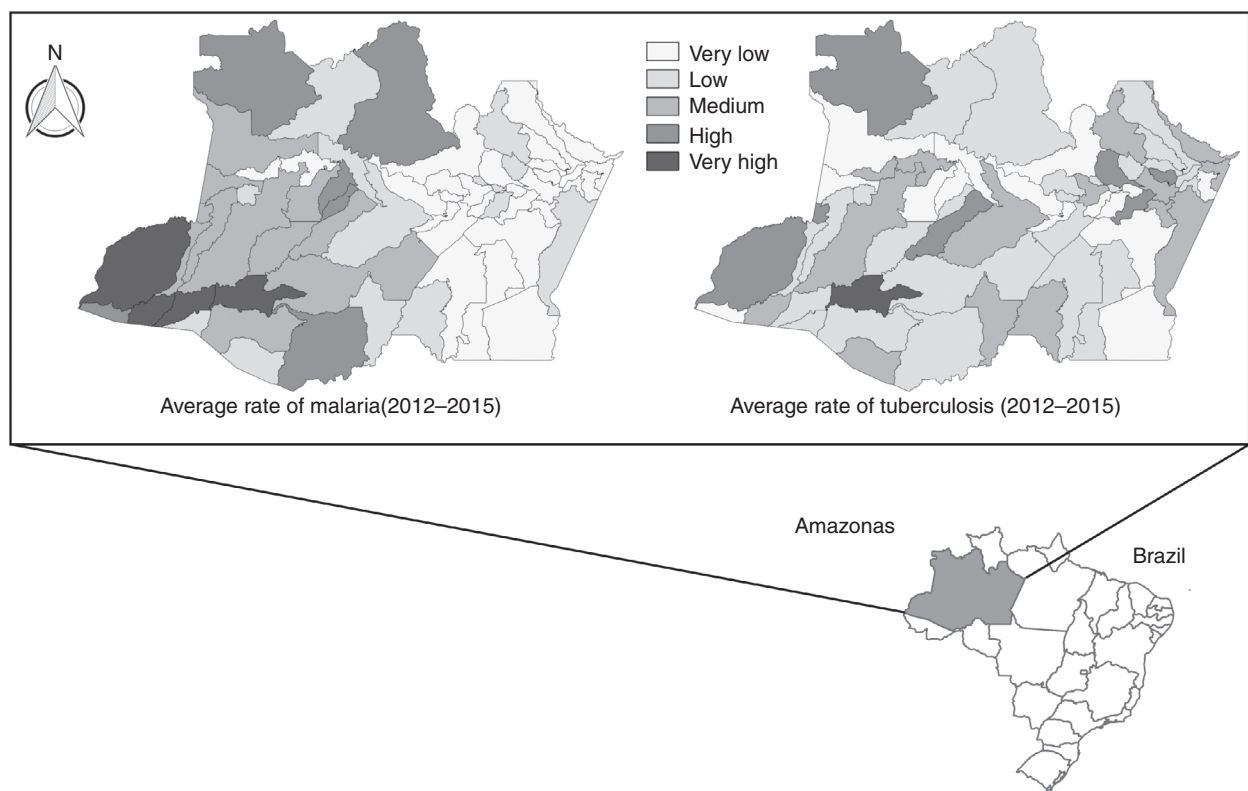 N
Very low
Low
Medium
High
Very high
Average rate of malaria(2012–2015)
Average rate of tuberculosis (2012–2015)
Amazonas
Brazil